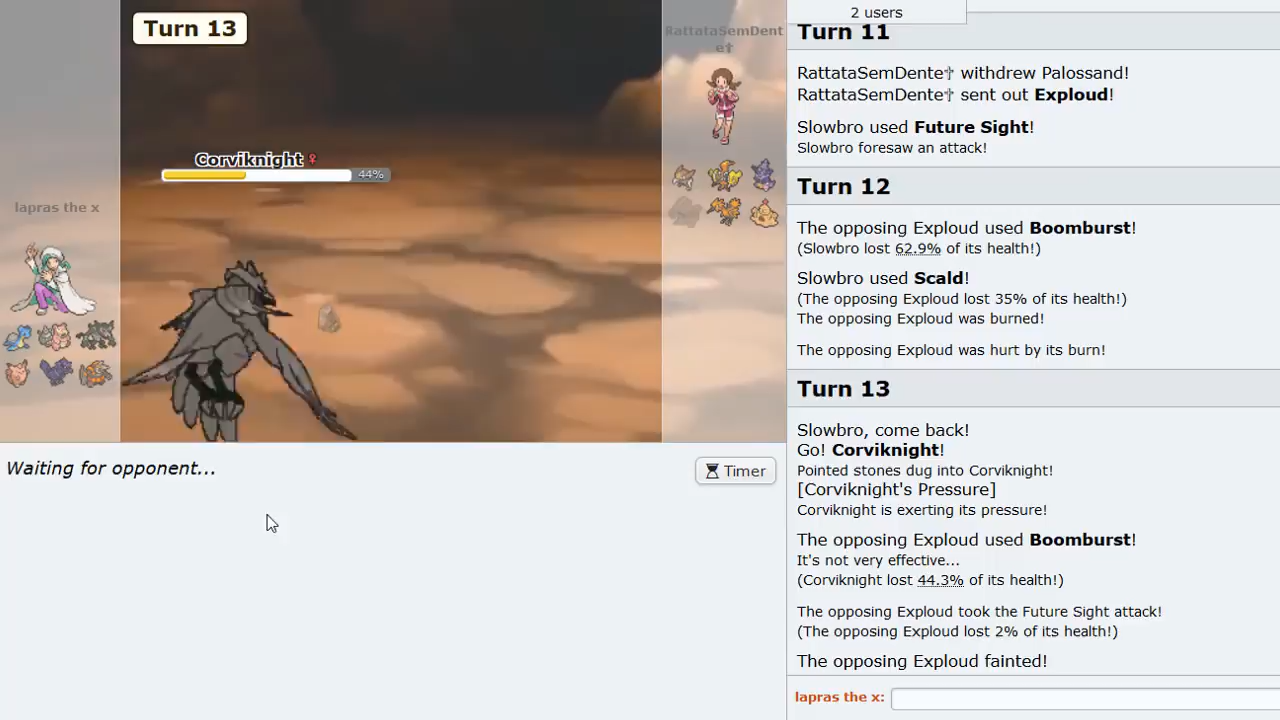 Turn 13
Corviknight ♀
44%
lapras the x
RattataSemDent
e†
Waiting for opponent...
Timer
2 users
Turn 11
RattataSemDente† withdrew Palossand!
RattataSemDente† sent out Exploud!
Slowbro used Future Sight!
Slowbro foresaw an attack!
Turn 12
The opposing Exploud used Boomburst!
(Slowbro lost 62.9% of its health!)
Slowbro used Scald!
(The opposing Exploud lost 35% of its health!)
The opposing Exploud was burned!
The opposing Exploud was hurt by its burn!
Turn 13
Slowbro, come back!
Go! Corviknight!
Pointed stones dug into Corviknight!
[Corviknight's Pressure]
Corviknight is exerting its pressure!
The opposing Exploud used Boomburst!
It's not very effective...
(Corviknight lost 44.3% of its health!)
The opposing Exploud took the Future Sight attack!
(The opposing Exploud lost 2% of its health!)
The opposing Exploud fainted!
lapras the x: